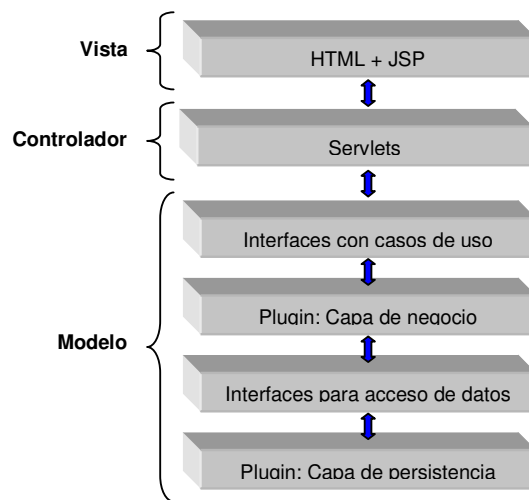 Vista
HTML + JSP
Controlador
Servlets
Interfaces con casos de uso
Plugin: Capa de negocio
Modelo
Interfaces para acceso de datos
Plugin: Capa de persistencia